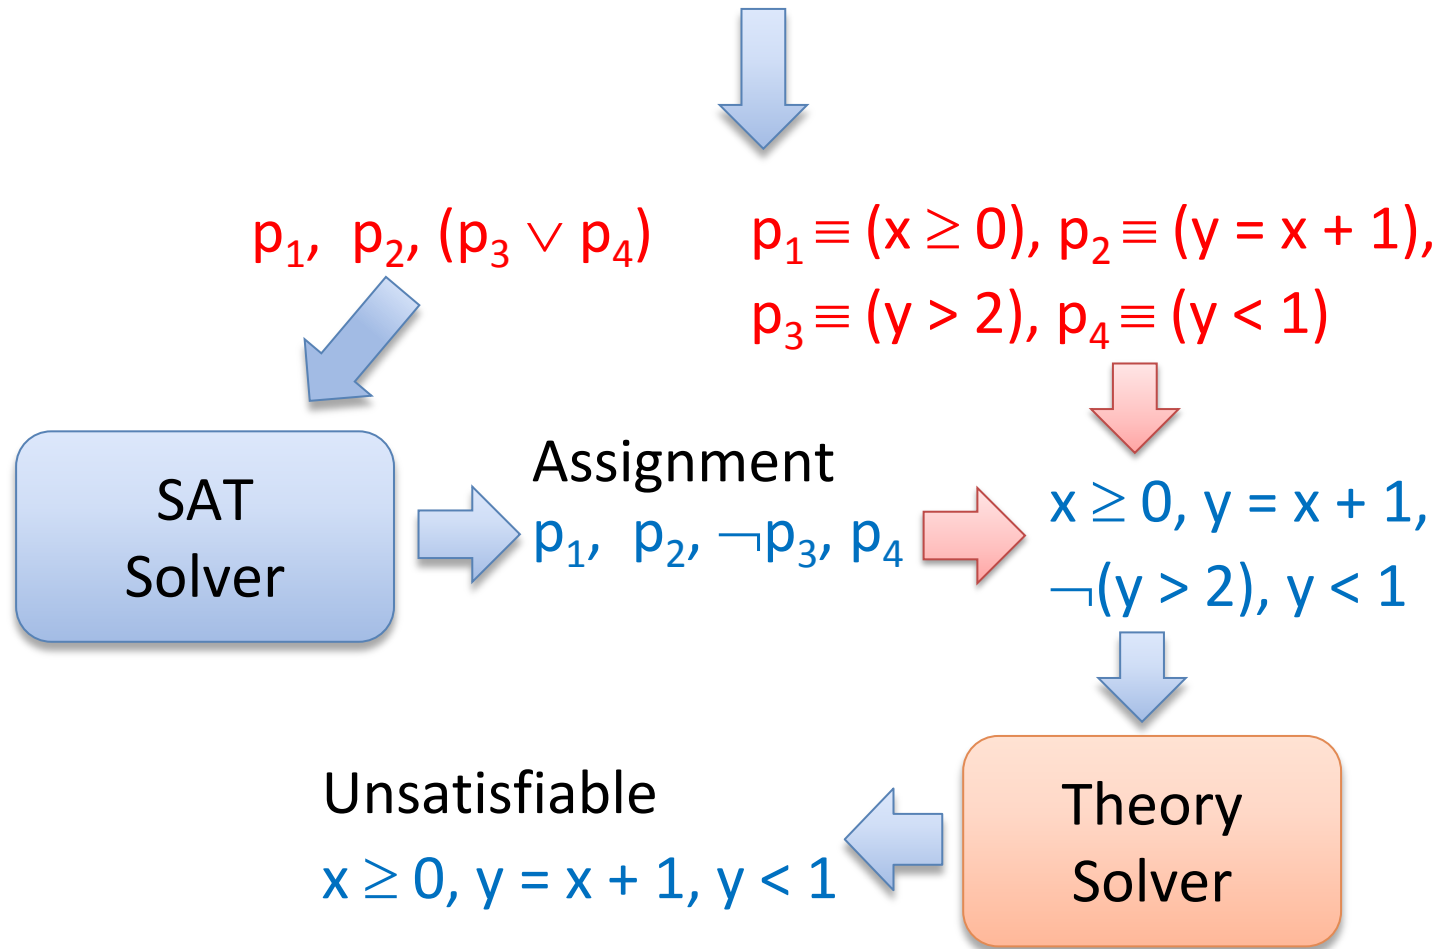 p₁, p₂, (p₃ ∨ p₄)
p₁ ≡ (x ≥ 0), p₂ ≡ (y = x + 1),
p₃ ≡ (y > 2), p₄ ≡ (y < 1)
SAT
Solver
Assignment
p₁, p₂, ¬p₃, p₄
x ≥ 0, y = x + 1,
¬(y > 2), y < 1
Theory
Solver
Unsatisfiable
x ≥ 0, y = x + 1, y < 1